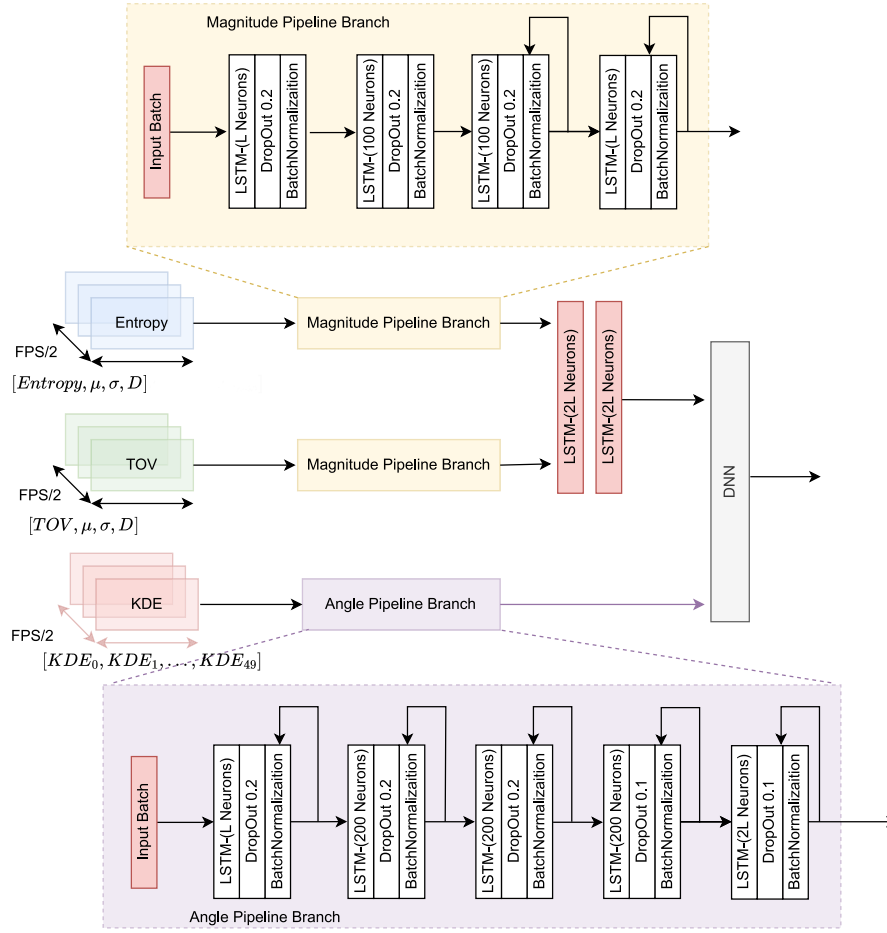 Magnitude Pipeline Branch
Input Batch
LSTM-(L Neurons)
DropOut 0.2
BatchNormalizaition
LSTM-(100 Neurons)
DropOut 0.2
BatchNormalizaition
LSTM-(100 Neurons)
DropOut 0.2
BatchNormalizaition
LSTM-(L Neurons)
DropOut 0.2
BatchNormalizaition
Entropy
FPS/2
[Entropy, μ, σ, D]
Magnitude Pipeline Branch
TOV
FPS/2
[TOV, μ, σ, D]
Magnitude Pipeline Branch
LSTM-(2L Neurons)
LSTM-(2L Neurons)
DNN
KDE
FPS/2
[KDE₀, KDE₁, . . . , KDE₄₉]
Angle Pipeline Branch
Input Batch
LSTM-(L Neurons)
DropOut 0.2
BatchNormalizaition
LSTM-(200 Neurons)
DropOut 0.2
BatchNormalizaition
LSTM-(200 Neurons)
DropOut 0.2
BatchNormalizaition
LSTM-(200 Neurons)
DropOut 0.1
BatchNormalizaition
LSTM-(2L Neurons)
DropOut 0.1
BatchNormalizaition
Angle Pipeline Branch